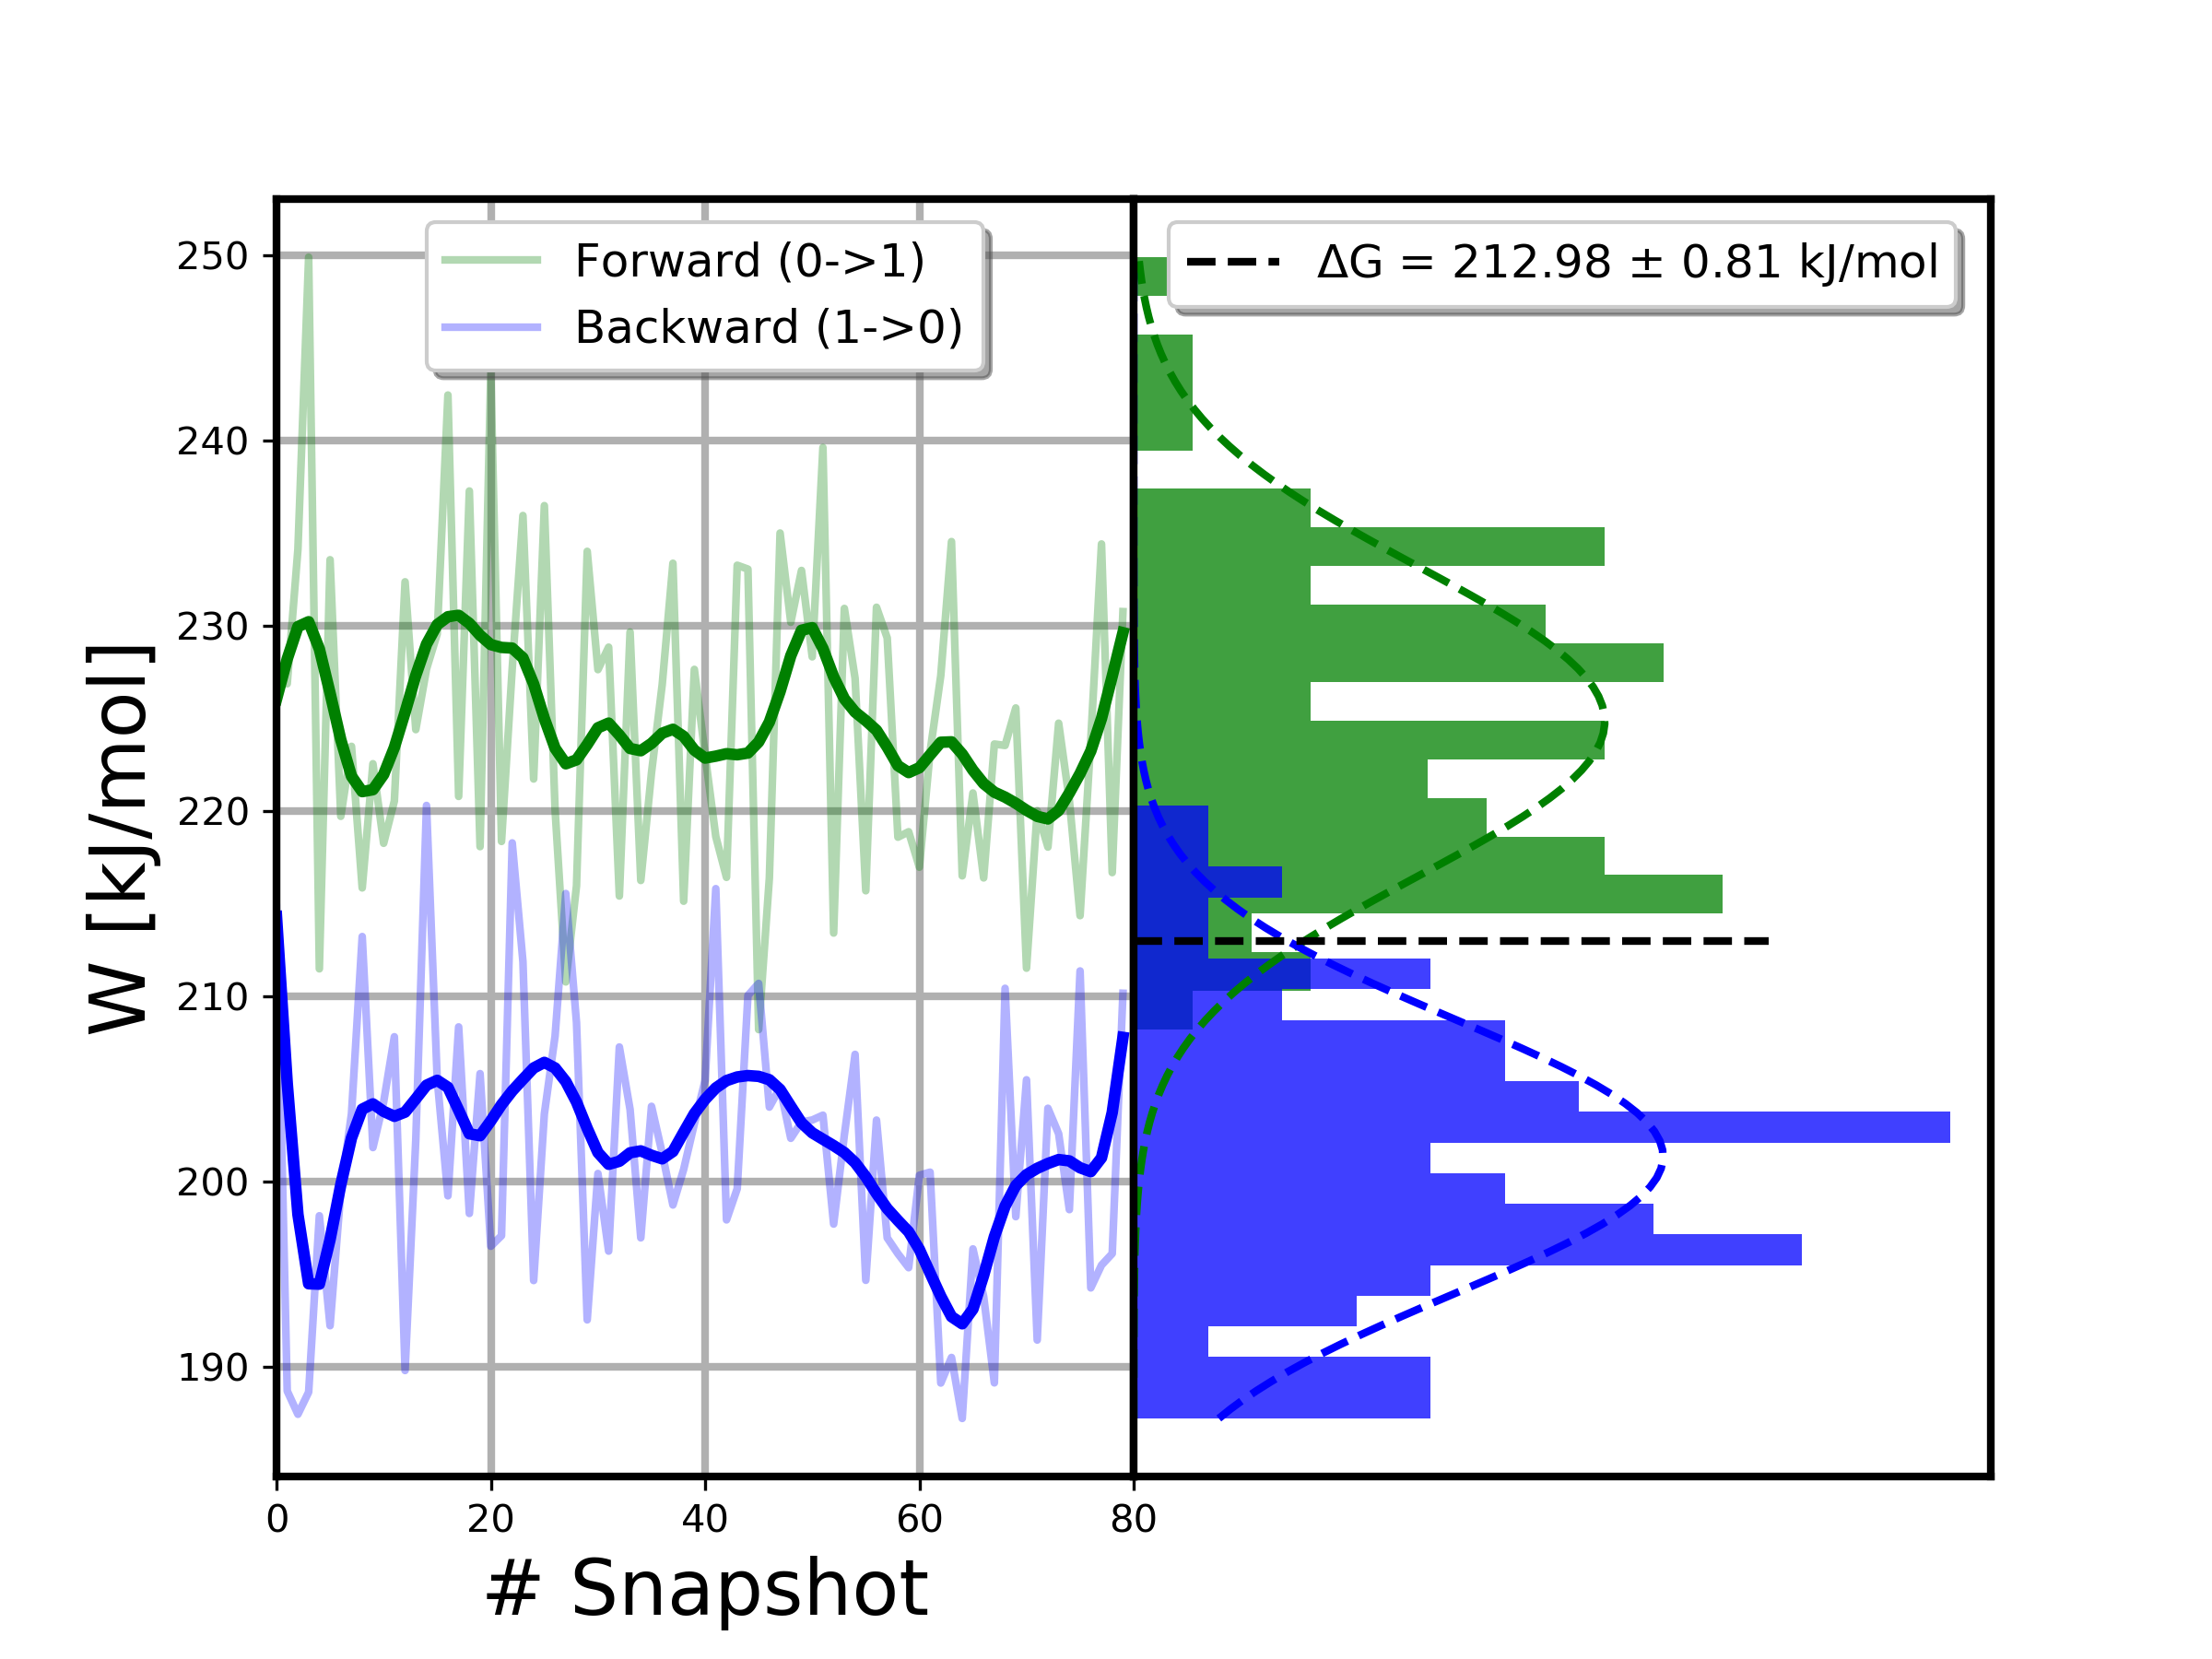 Forward (0->1)
Backward (1->0)
ΔG = 212.98 ± 0.81 kJ/mol
W [kJ/mol]
250
240
230
220
210
200
190
0 20 40 60 80
# Snapshot